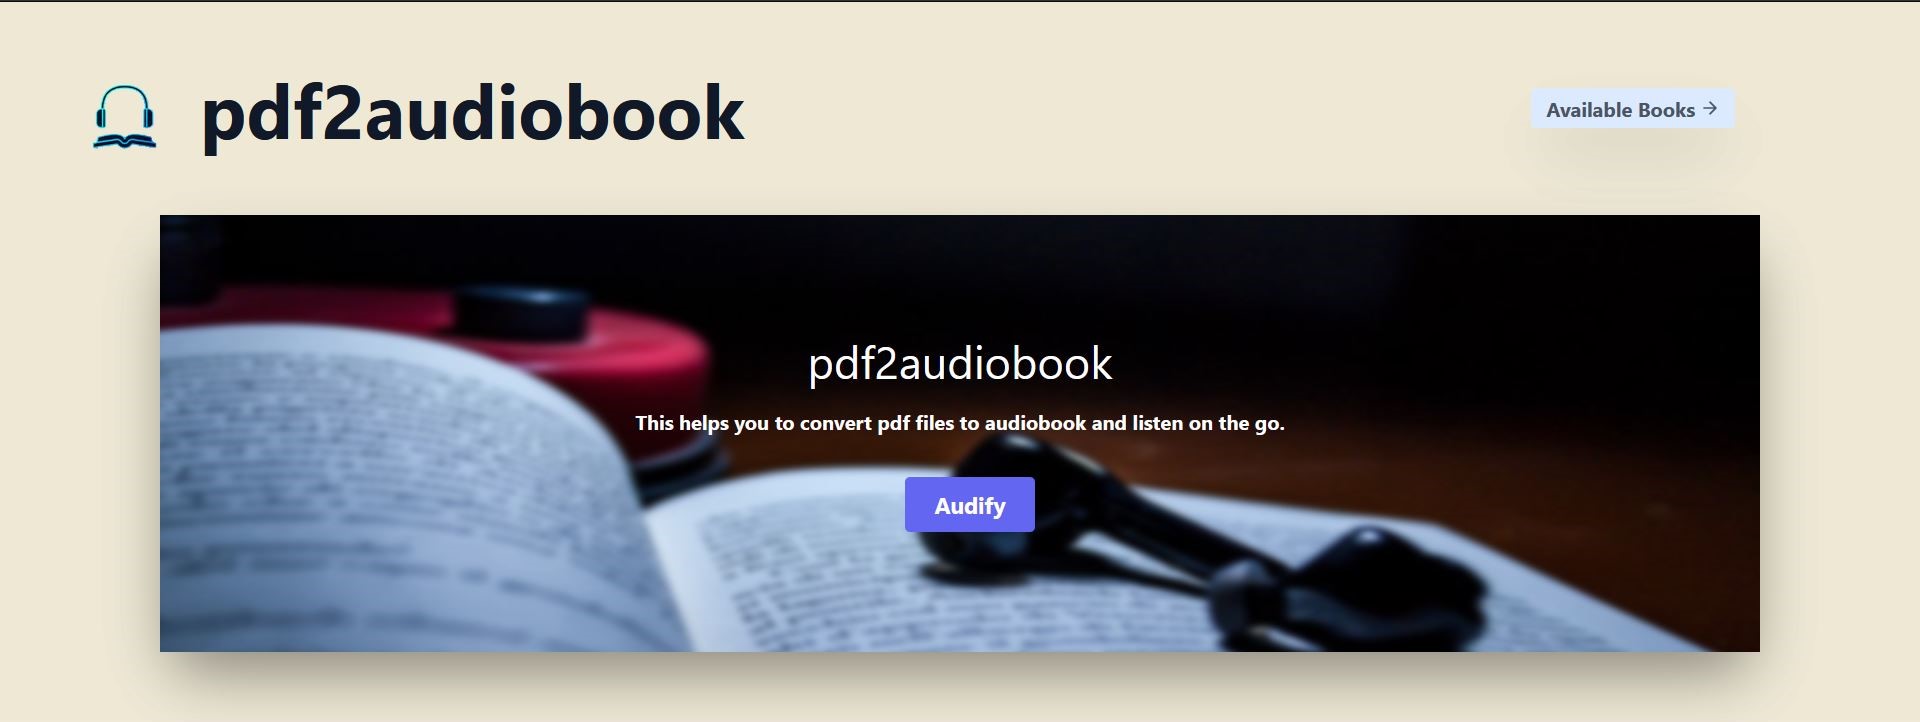 pdf2audiobook
Available Books →
pdf2audiobook
This helps you to convert pdf files to audiobook and listen on the go.
Audify